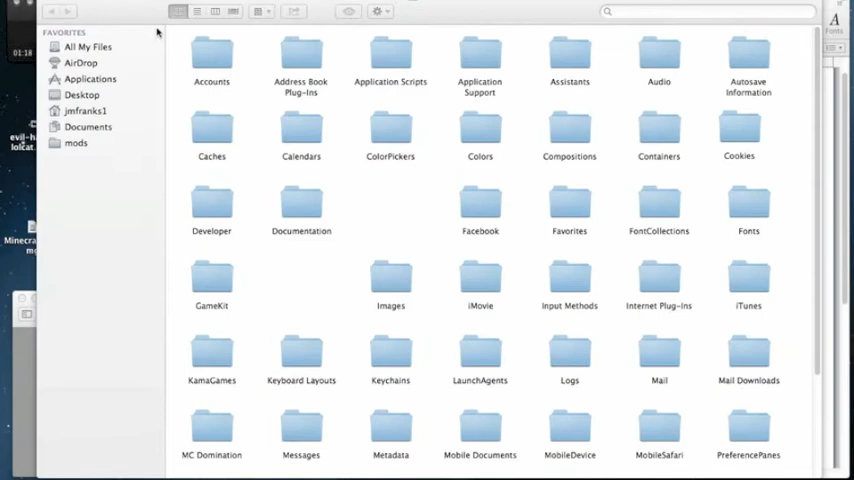 01:18
A
Fonts
FAVORITES
All My Files
AirDrop
Applications
Desktop
jmfranks1
Documents
mods
evil-ha
lolcat.
Minecra
mg
Accounts
Address Book
Plug-Ins
Application Scripts
Application
Support
Assistants
Audio
Autosave
Information
Caches
Calendars
ColorPickers
Colors
Compositions
Containers
Cookies
Developer
Documentation
Facebook
Favorites
FontCollections
Fonts
GameKit
Images
iMovie
Input Methods
Internet Plug-Ins
iTunes
KamaGames
Keyboard Layouts
Keychains
LaunchAgents
Logs
Mail
Mail Downloads
MC Domination
Messages
Metadata
Mobile Documents
MobileDevice
MobileSafari
PreferencePanes